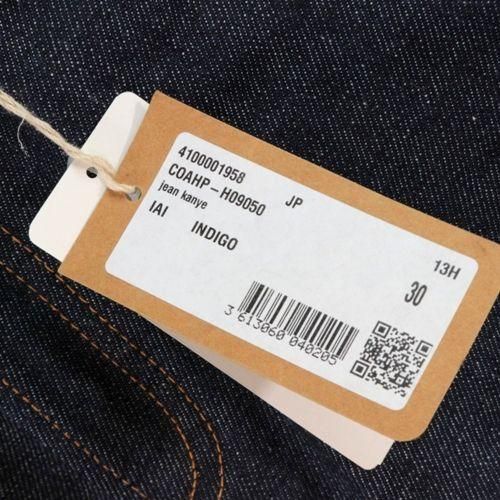 4100001958
COAHP-H09050 JP
jean kanye
IAI INDIGO
13H
30
3 613060 040205